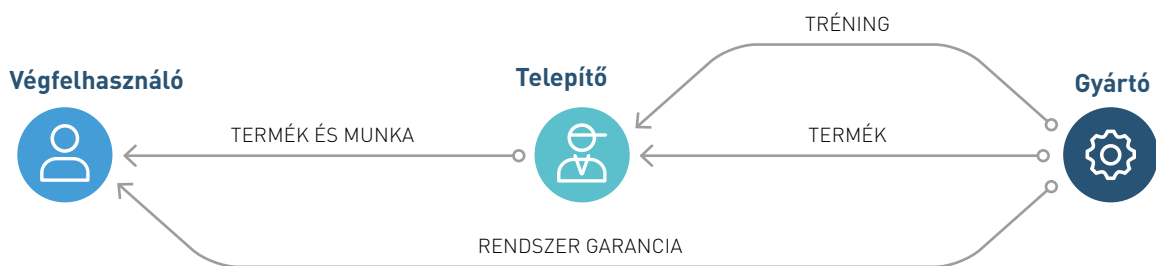 TRÉNING
Végfelhasználó
Telepítő
Gyártó
TERMÉK ÉS MUNKA
TERMÉK
RENDSZER GARANCIA